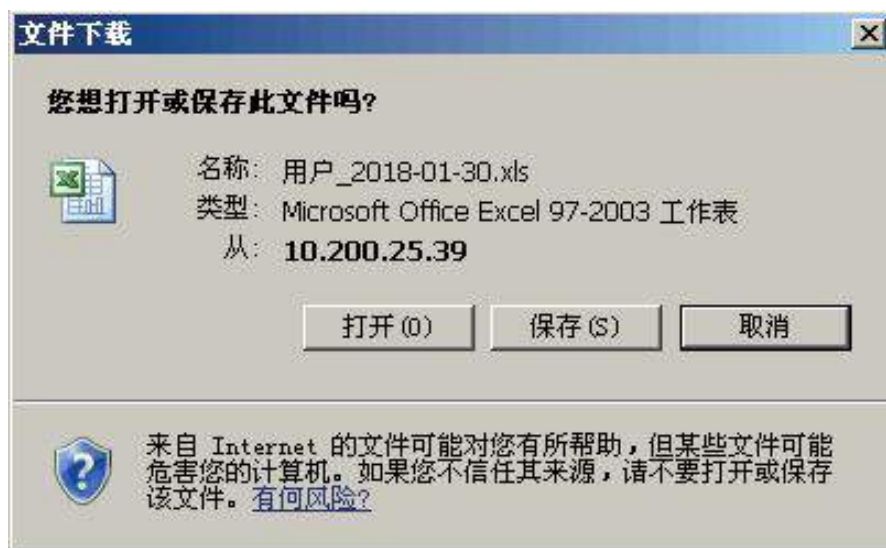 文件下载
您想打开或保存此文件吗?
名称: 用户_2018-01-30.xls
类型: Microsoft Office Excel 97-2003 工作表
从: 10.200.25.39
打开(O) 保存(S) 取消
来自 Internet 的文件可能对您有所帮助,但某些文件可能
危害您的计算机。如果您不信任其来源,请不要打开或保存
该文件。有何风险?